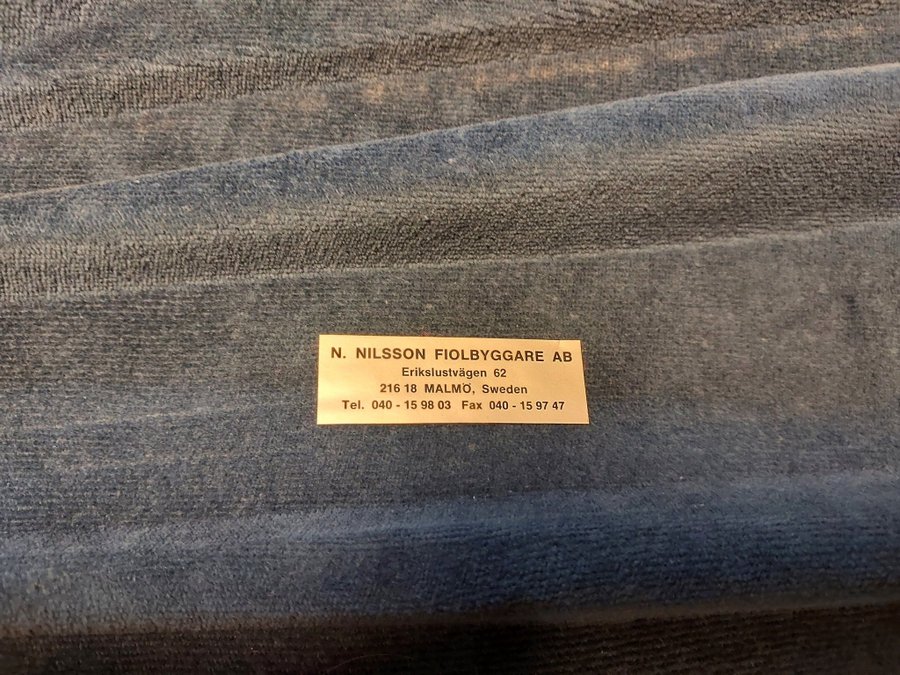 N. NILSSON FIOLBYGGARE AB
Erikslustvägen 62
216 18 MALMÖ, Sweden
Tel. 040 - 15 98 03 Fax 040 - 15 97 47